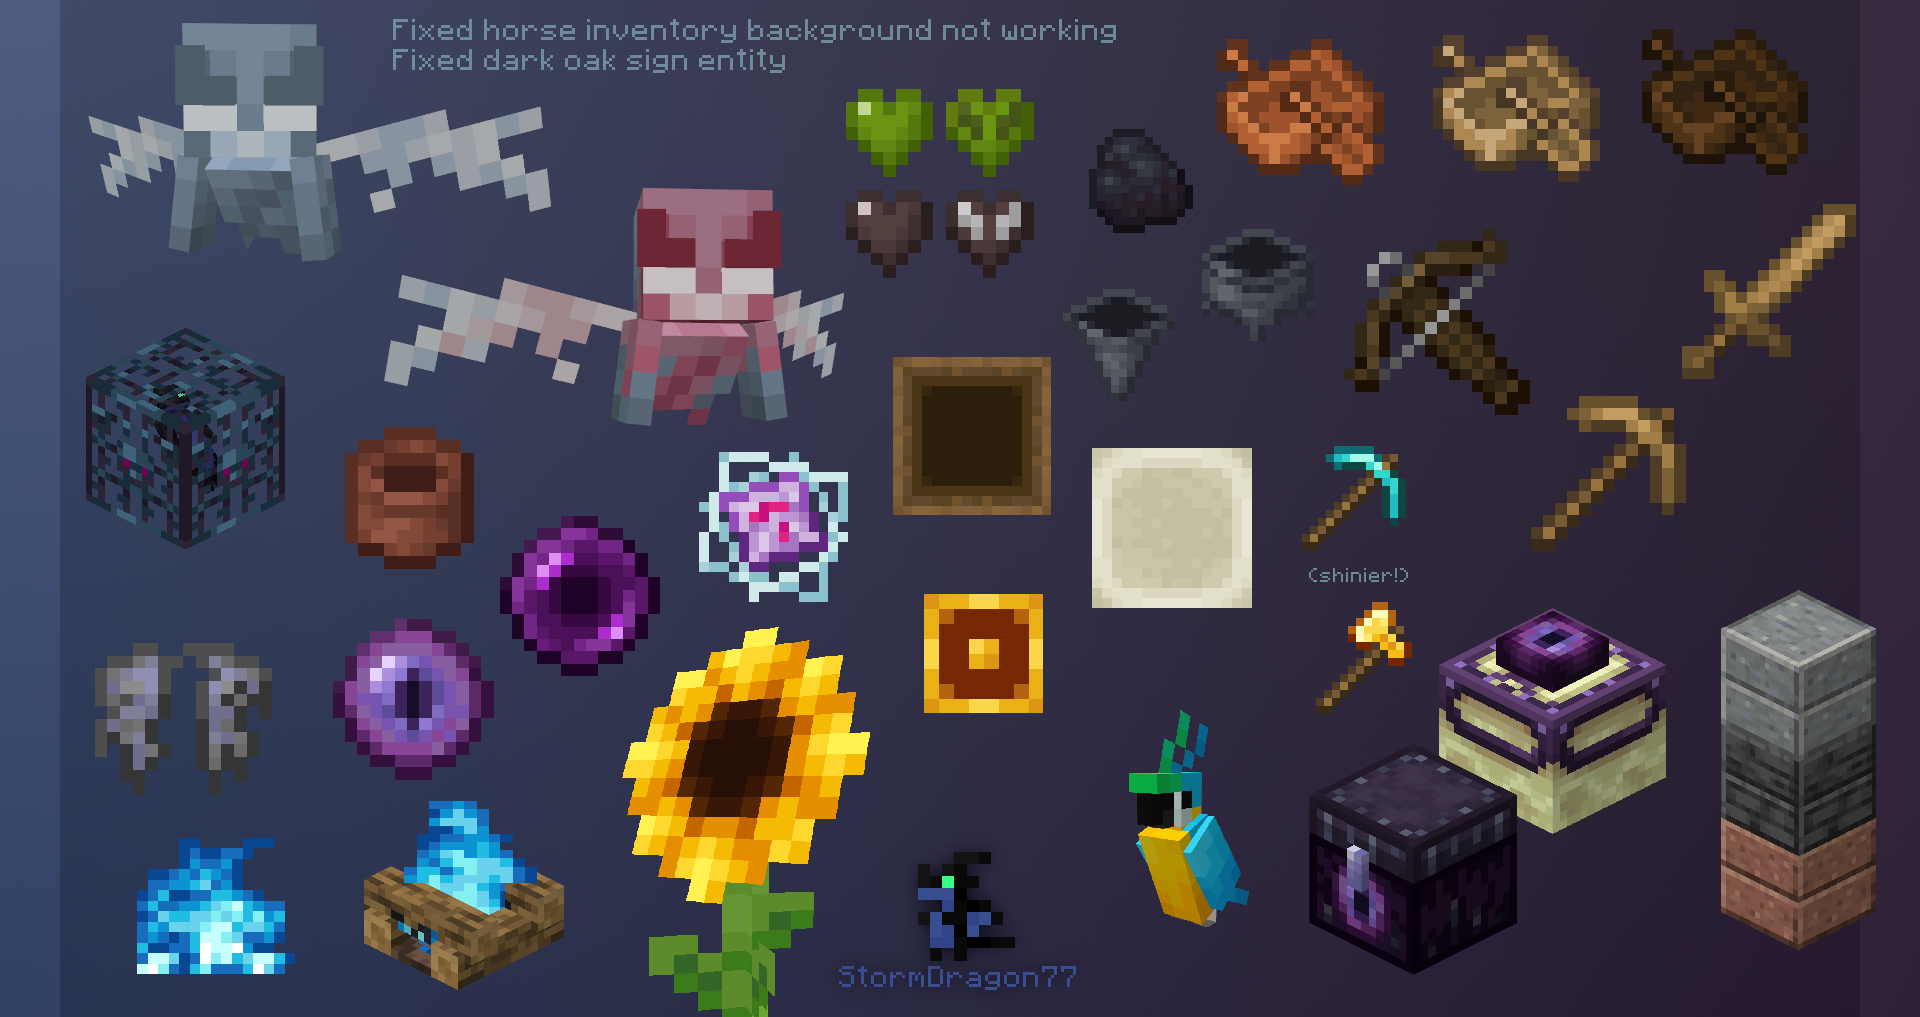 Fixed horse inventory background not working
Fixed dark oak sign entity
(shinier!)
StormDragon77